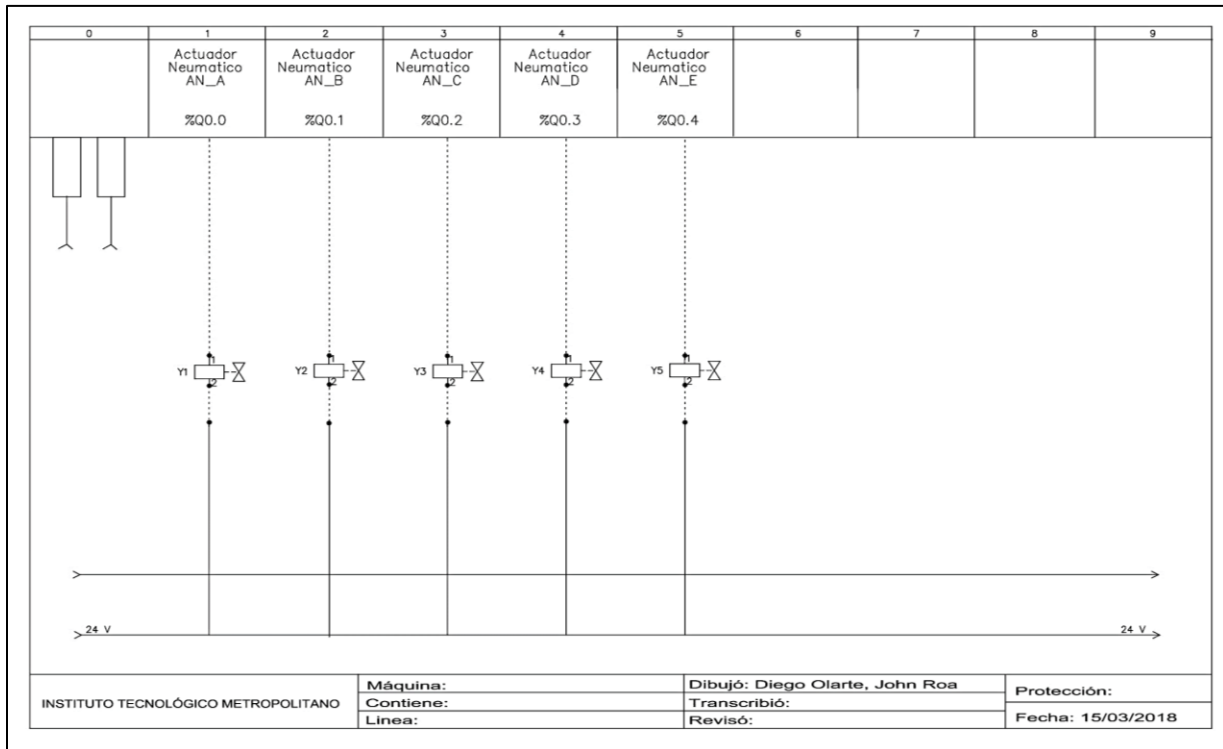 0 1 2 3 4 5 6 7 8 9
Actuador
Neumatico
AN_A
%Q0.0
Actuador
Neumatico
AN_B
%Q0.1
Actuador
Neumatico
AN_C
%Q0.2
Actuador
Neumatico
AN_D
%Q0.3
Actuador
Neumatico
AN_E
%Q0.4
1 1 1 1 1
Y1 Y2 Y3 Y4 Y5
2 2 2 2 2
24 V 24 V
INSTITUTO TECNOLÓGICO METROPOLITANO
Máquina:
Contiene:
Linea:
Dibujó: Diego Olarte, John Roa
Transcribió:
Revisó:
Protección:
Fecha: 15/03/2018